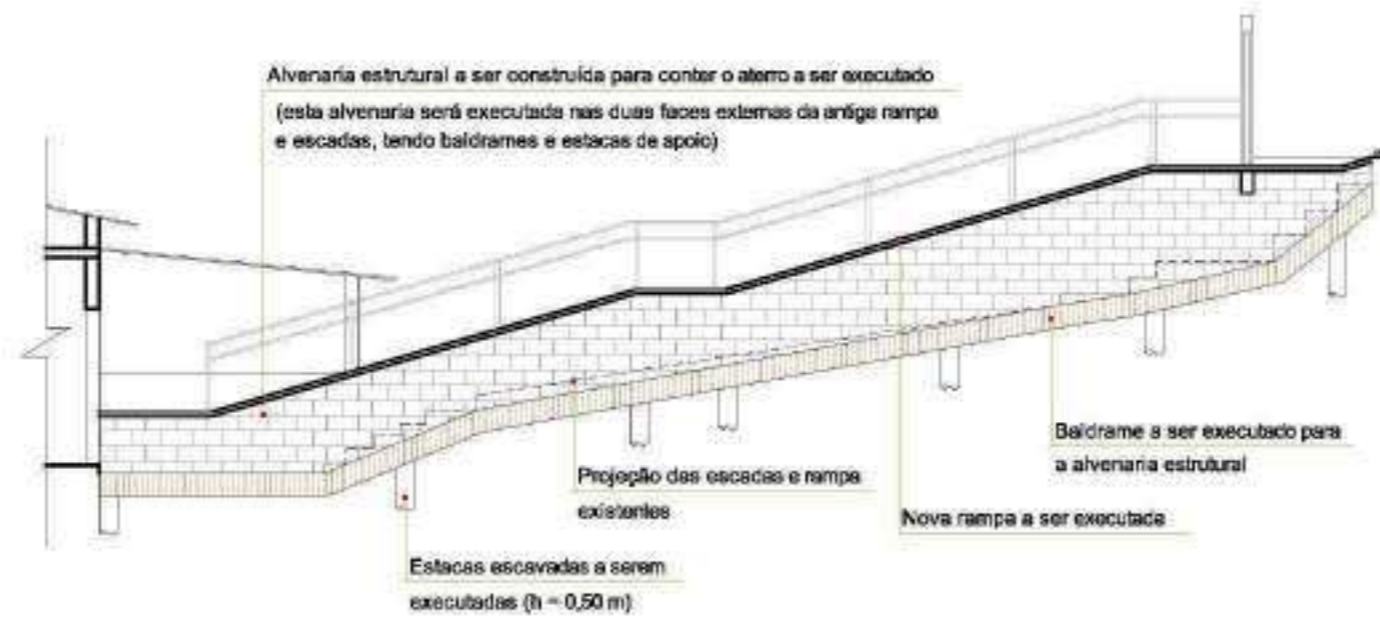 Alvenaria estrutural a ser construída para conter o aterro a ser executado
(esta alvenaria será executada nas duas faces externas da antiga rampa
e escadas, tendo baldrames e estacas de apoio)
Baldrame a ser executado para
a alvenaria estrutural
Projeção das escadas e rampa
existentes
Nova rampa a ser executada
Estacas escavadas a serem
executadas (h = 0,50 m)